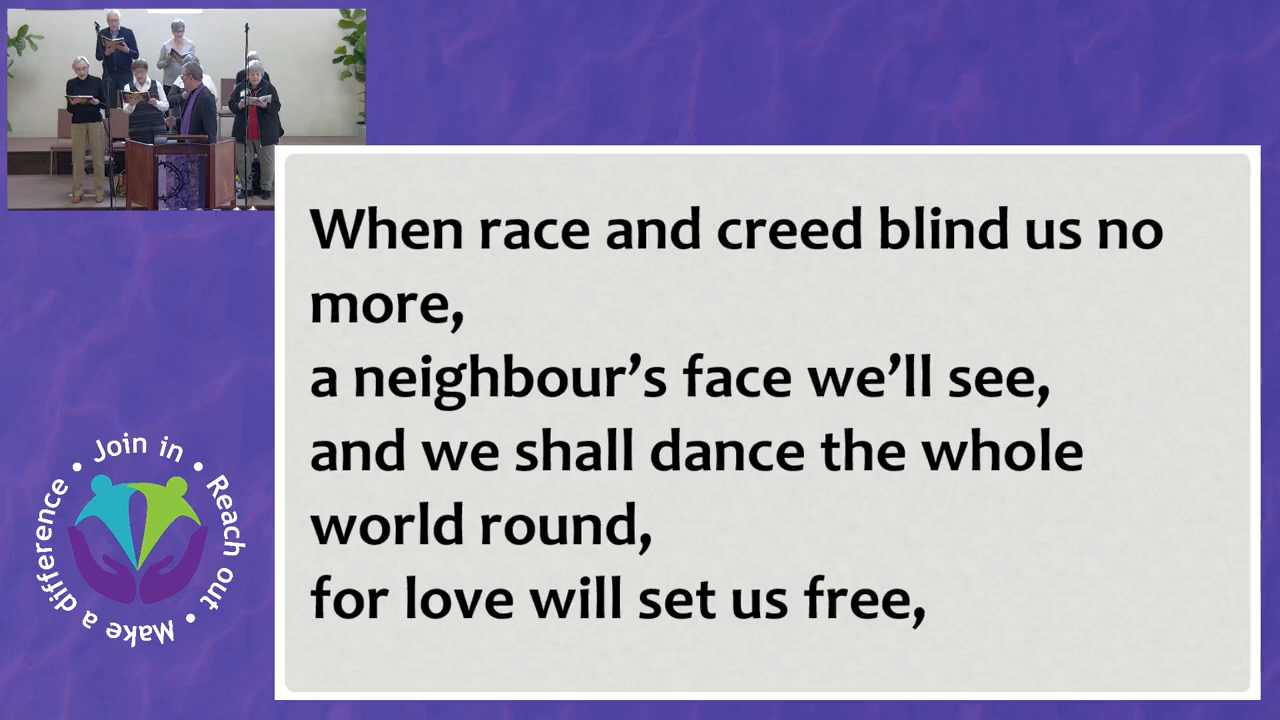 When race and creed blind us no
more,
a neighbour’s face we’ll see,
and we shall dance the whole
world round,
for love will set us free,
Join in • Reach out • Make a difference •